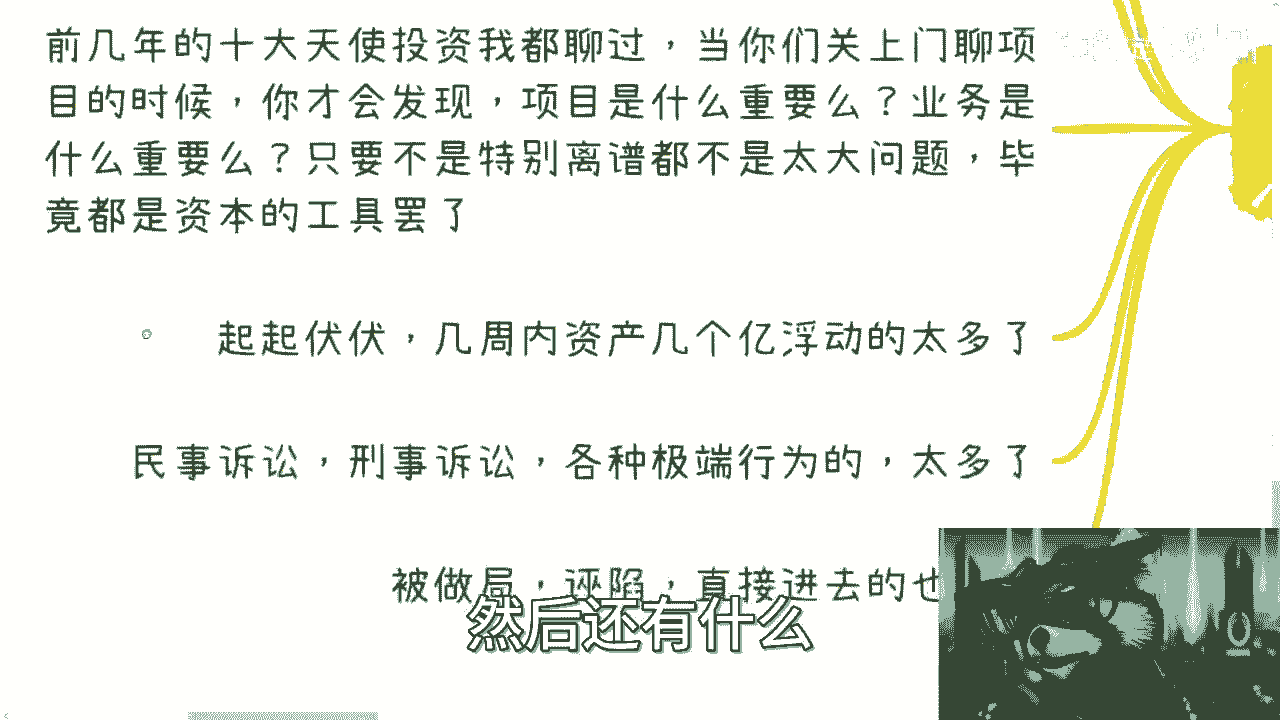 前几年的十大天使投资我都聊过，当你们关上门聊项
目的时候，你才会发现，项目是什么重要么？业务是
什么重要么？只要不是特别离谱都不是太大问题，毕
竟都是资本的工具罢了
起起伏伏，几周内资产几个亿浮动的太多了
民事诉讼，刑事诉讼，各种极端行为的，太多了
被做局，诬陷，直接进去的也
然后还有什么